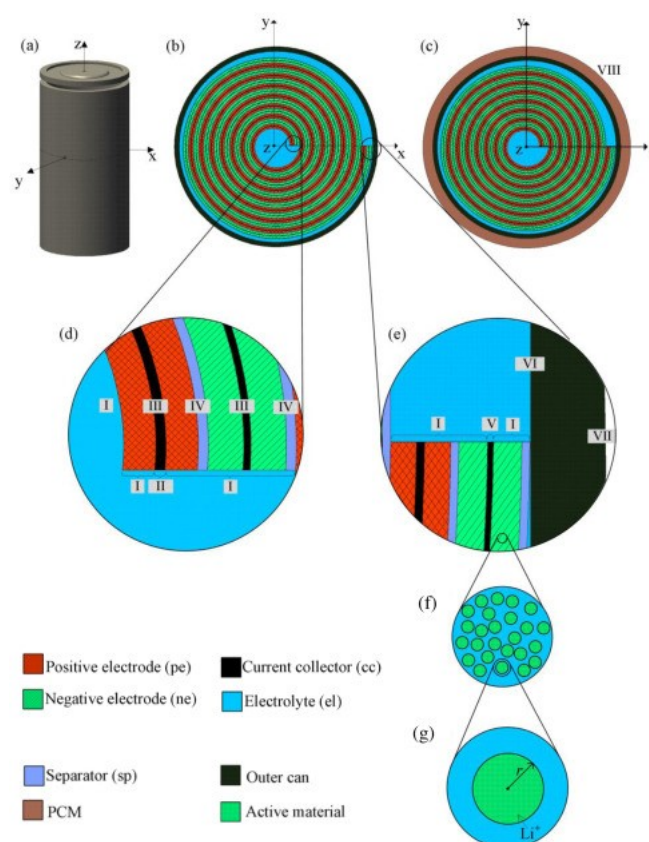 (a)
z
x
y
(b)
y
z
x
(c)
y
VIII
z
(d)
I
III
IV
III
IV
I
II
I
(e)
VI
I
V
I
VII
(f)
Positive electrode (pe)
Current collector (cc)
Negative electrode (ne)
Electrolyte (el)
(g)
Separator (sp)
Outer can
PCM
Active material
r
Li+